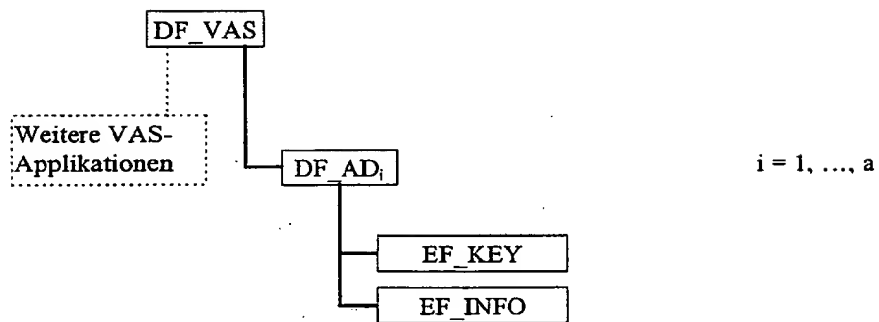 DF_VAS
Weitere VAS-
Applikationen
DF_ADi
i = 1, ..., a
EF_KEY
EF_INFO